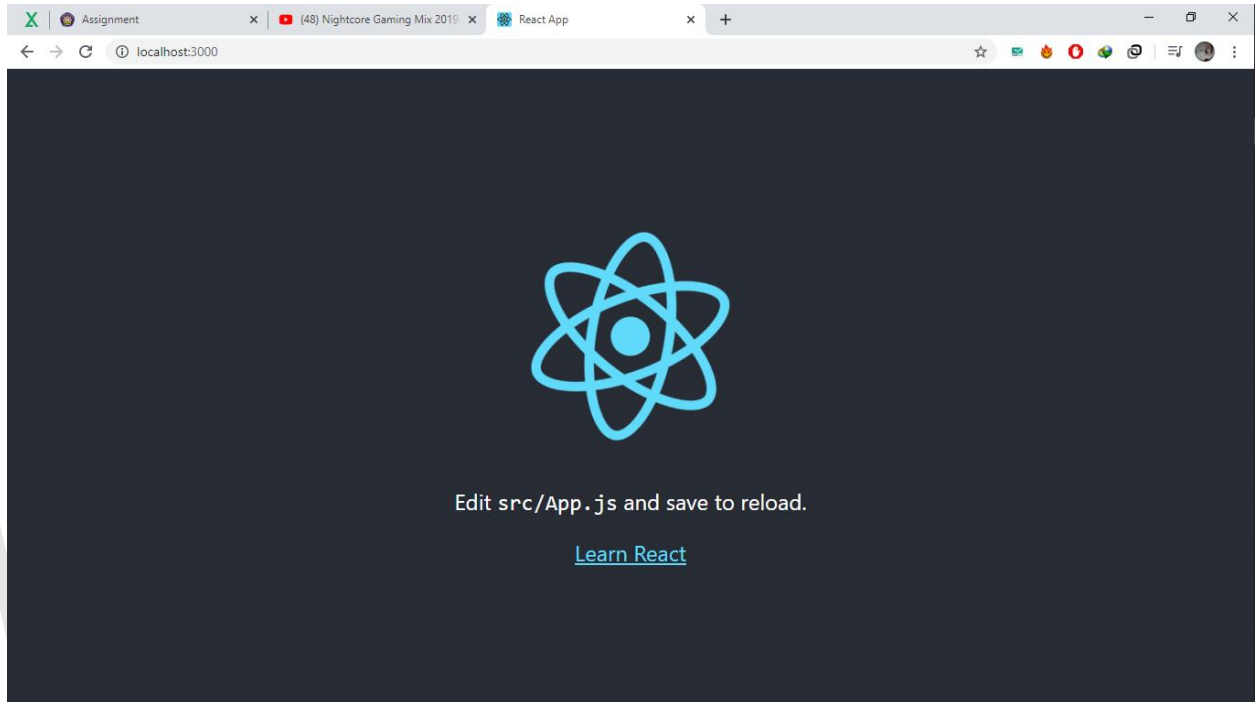 Assignment
(48) Nightcore Gaming Mix 2019
React App
localhost:3000
Edit src/App.js and save to reload.
Learn React